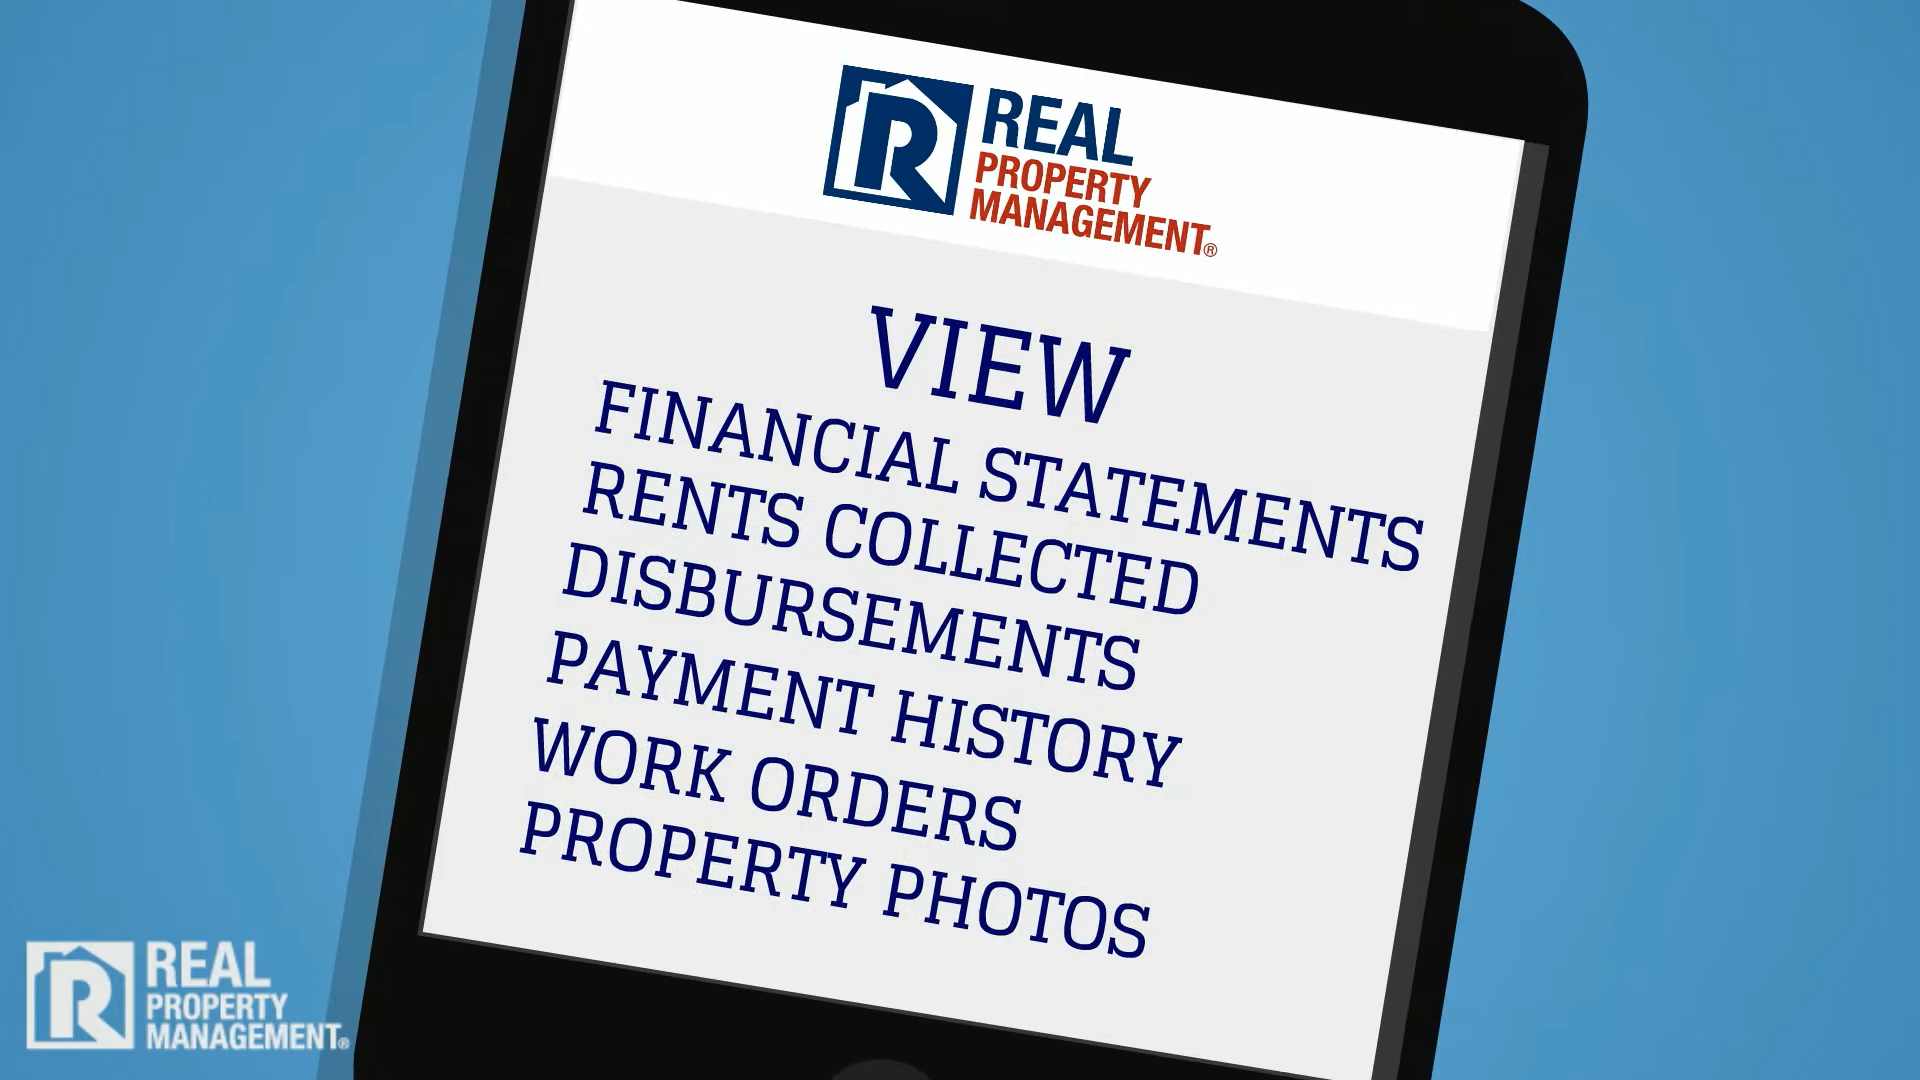 REAL
PROPERTY
MANAGEMENT®
VIEW
FINANCIAL STATEMENTS
RENTS COLLECTED
DISBURSEMENTS
PAYMENT HISTORY
WORK ORDERS
PROPERTY PHOTOS
REAL
PROPERTY
MANAGEMENT®